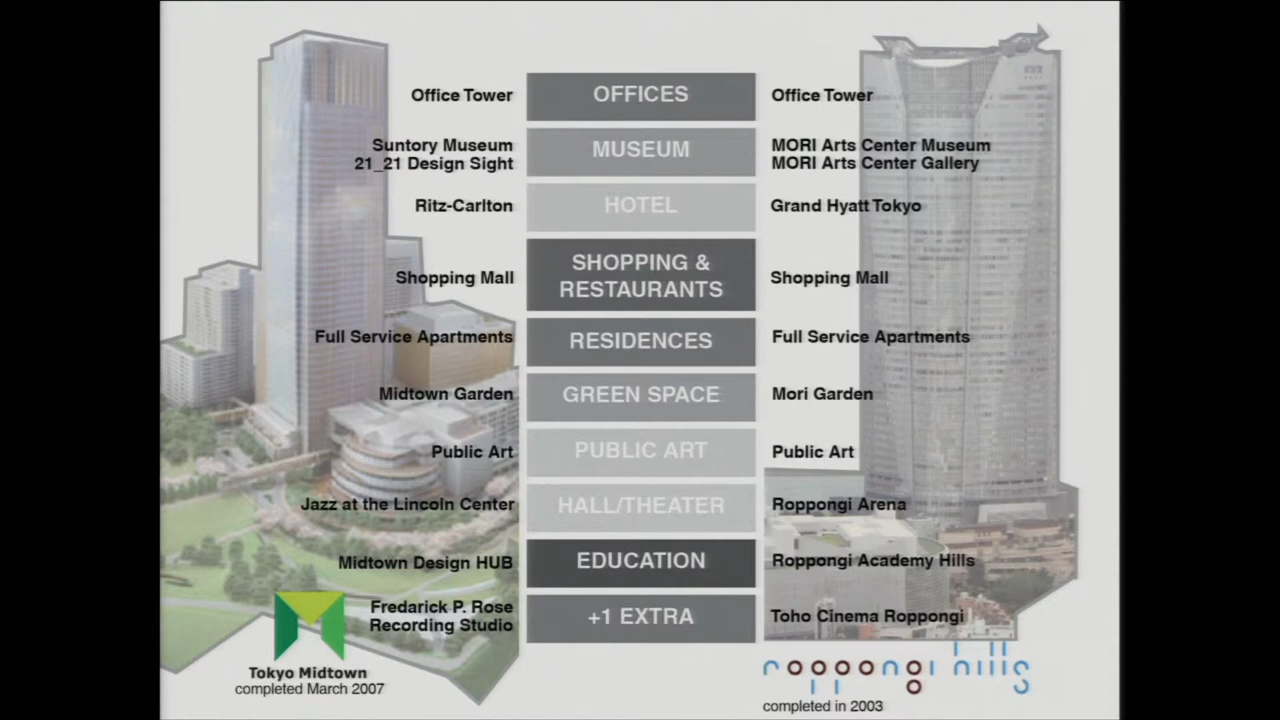 Office Tower OFFICES Office Tower
Suntory Museum MUSEUM MORI Arts Center Museum
21_21 Design Sight MORI Arts Center Gallery
Ritz-Carlton HOTEL Grand Hyatt Tokyo
SHOPPING &
Shopping Mall RESTAURANTS Shopping Mall
Full Service Apartments RESIDENCES Full Service Apartments
Midtown Garden GREEN SPACE Mori Garden
Public Art PUBLIC ART Public Art
Jazz at the Lincoln Center HALL/THEATER Roppongi Arena
Midtown Design HUB EDUCATION Roppongi Academy Hills
Fredarick P. Rose +1 EXTRA Toho Cinema Roppongi
Recording Studio
Tokyo Midtown roppongi hills
completed March 2007
completed in 2003